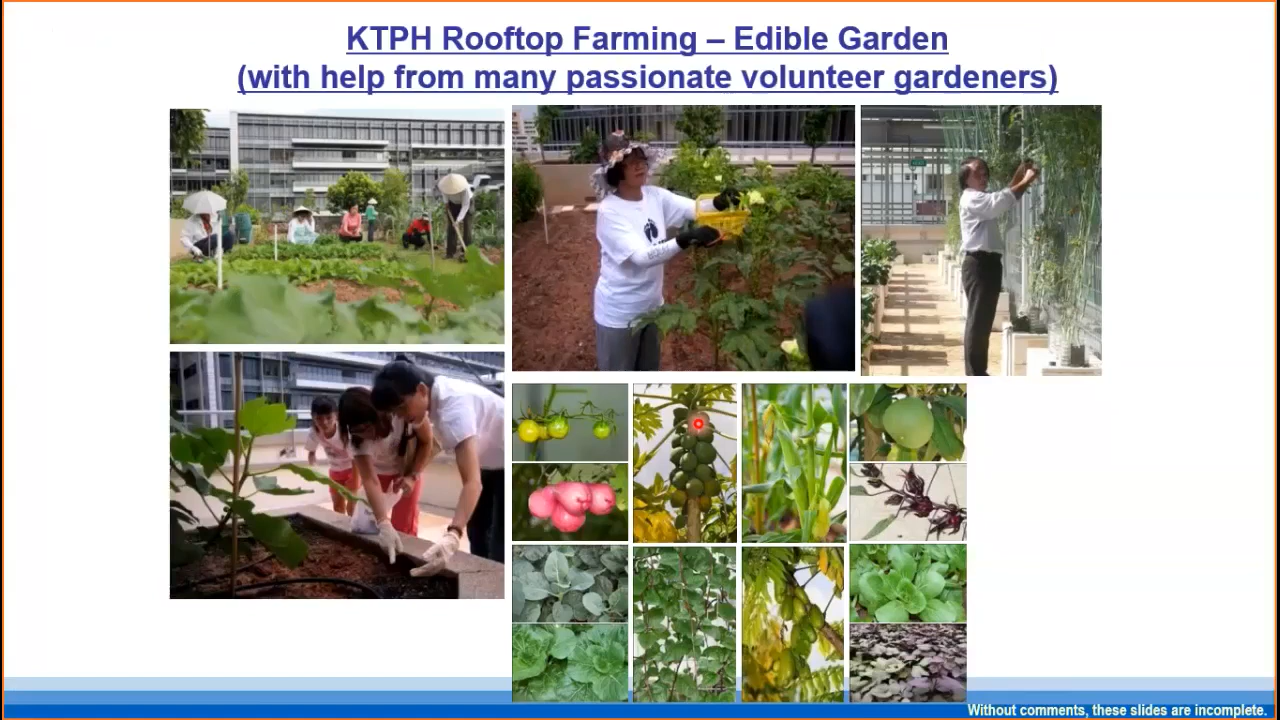 KTPH Rooftop Farming – Edible Garden
(with help from many passionate volunteer gardeners)
Without comments, these slides are incomplete.